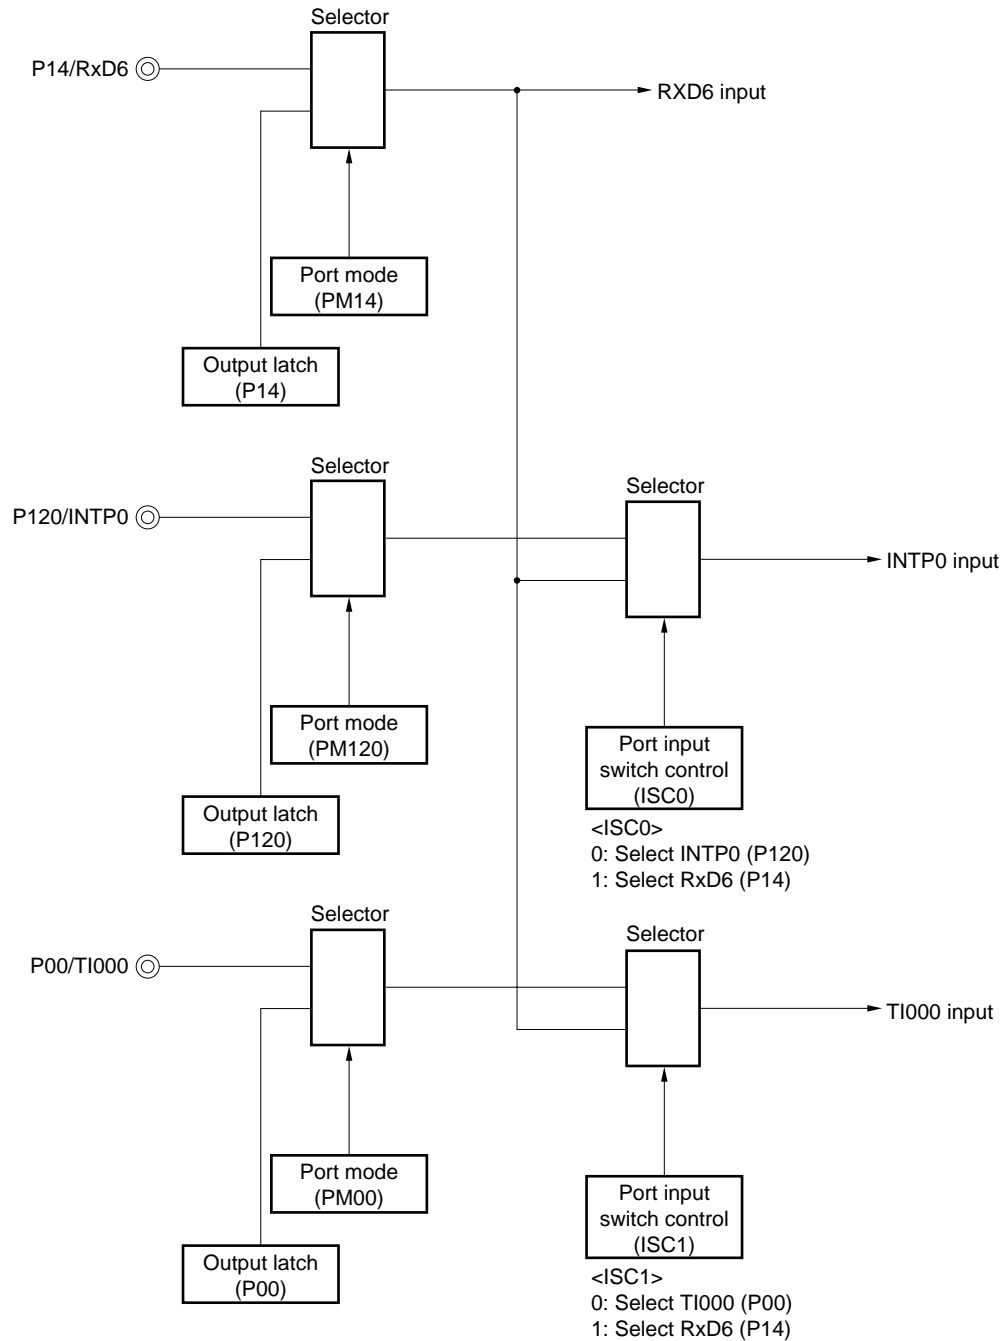 Selector
P14/RxD6
RXD6 input
Port mode
(PM14)
Output latch
(P14)
Selector
P120/INTP0
Selector
INTP0 input
Port mode
(PM120)
Output latch
(P120)
Port input
switch control
(ISC0)
<ISC0>
0: Select INTP0 (P120)
1: Select RxD6 (P14)
Selector
P00/TI000
Selector
TI000 input
Port mode
(PM00)
Output latch
(P00)
Port input
switch control
(ISC1)
<ISC1>
0: Select TI000 (P00)
1: Select RxD6 (P14)